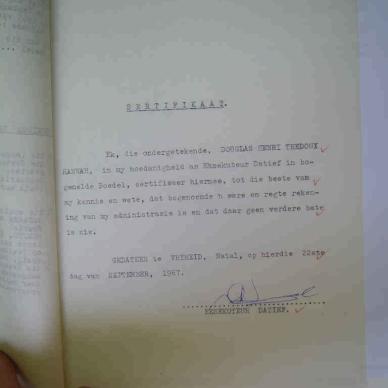 SERTIFIKAAT.
Ek, die ondergetekende, DOUGLAS HENRI THEDOUX
HANNAH, in my hoedanigheid as Eksekuteur Datief in bo-
gemelde Boedel, sertifiseer hiermee, tot die beste van
my kennis en wete, dat bogenoemde 'n ware en regte reken-
ing van my administrasie is en dat daar geen verdere bate
is nie.
GEDATEER te VRYHEID, Natal, op hierdie 22ste
dag van SEPTEMBER, 1967.
EKSEKUTEUR DATIEF.